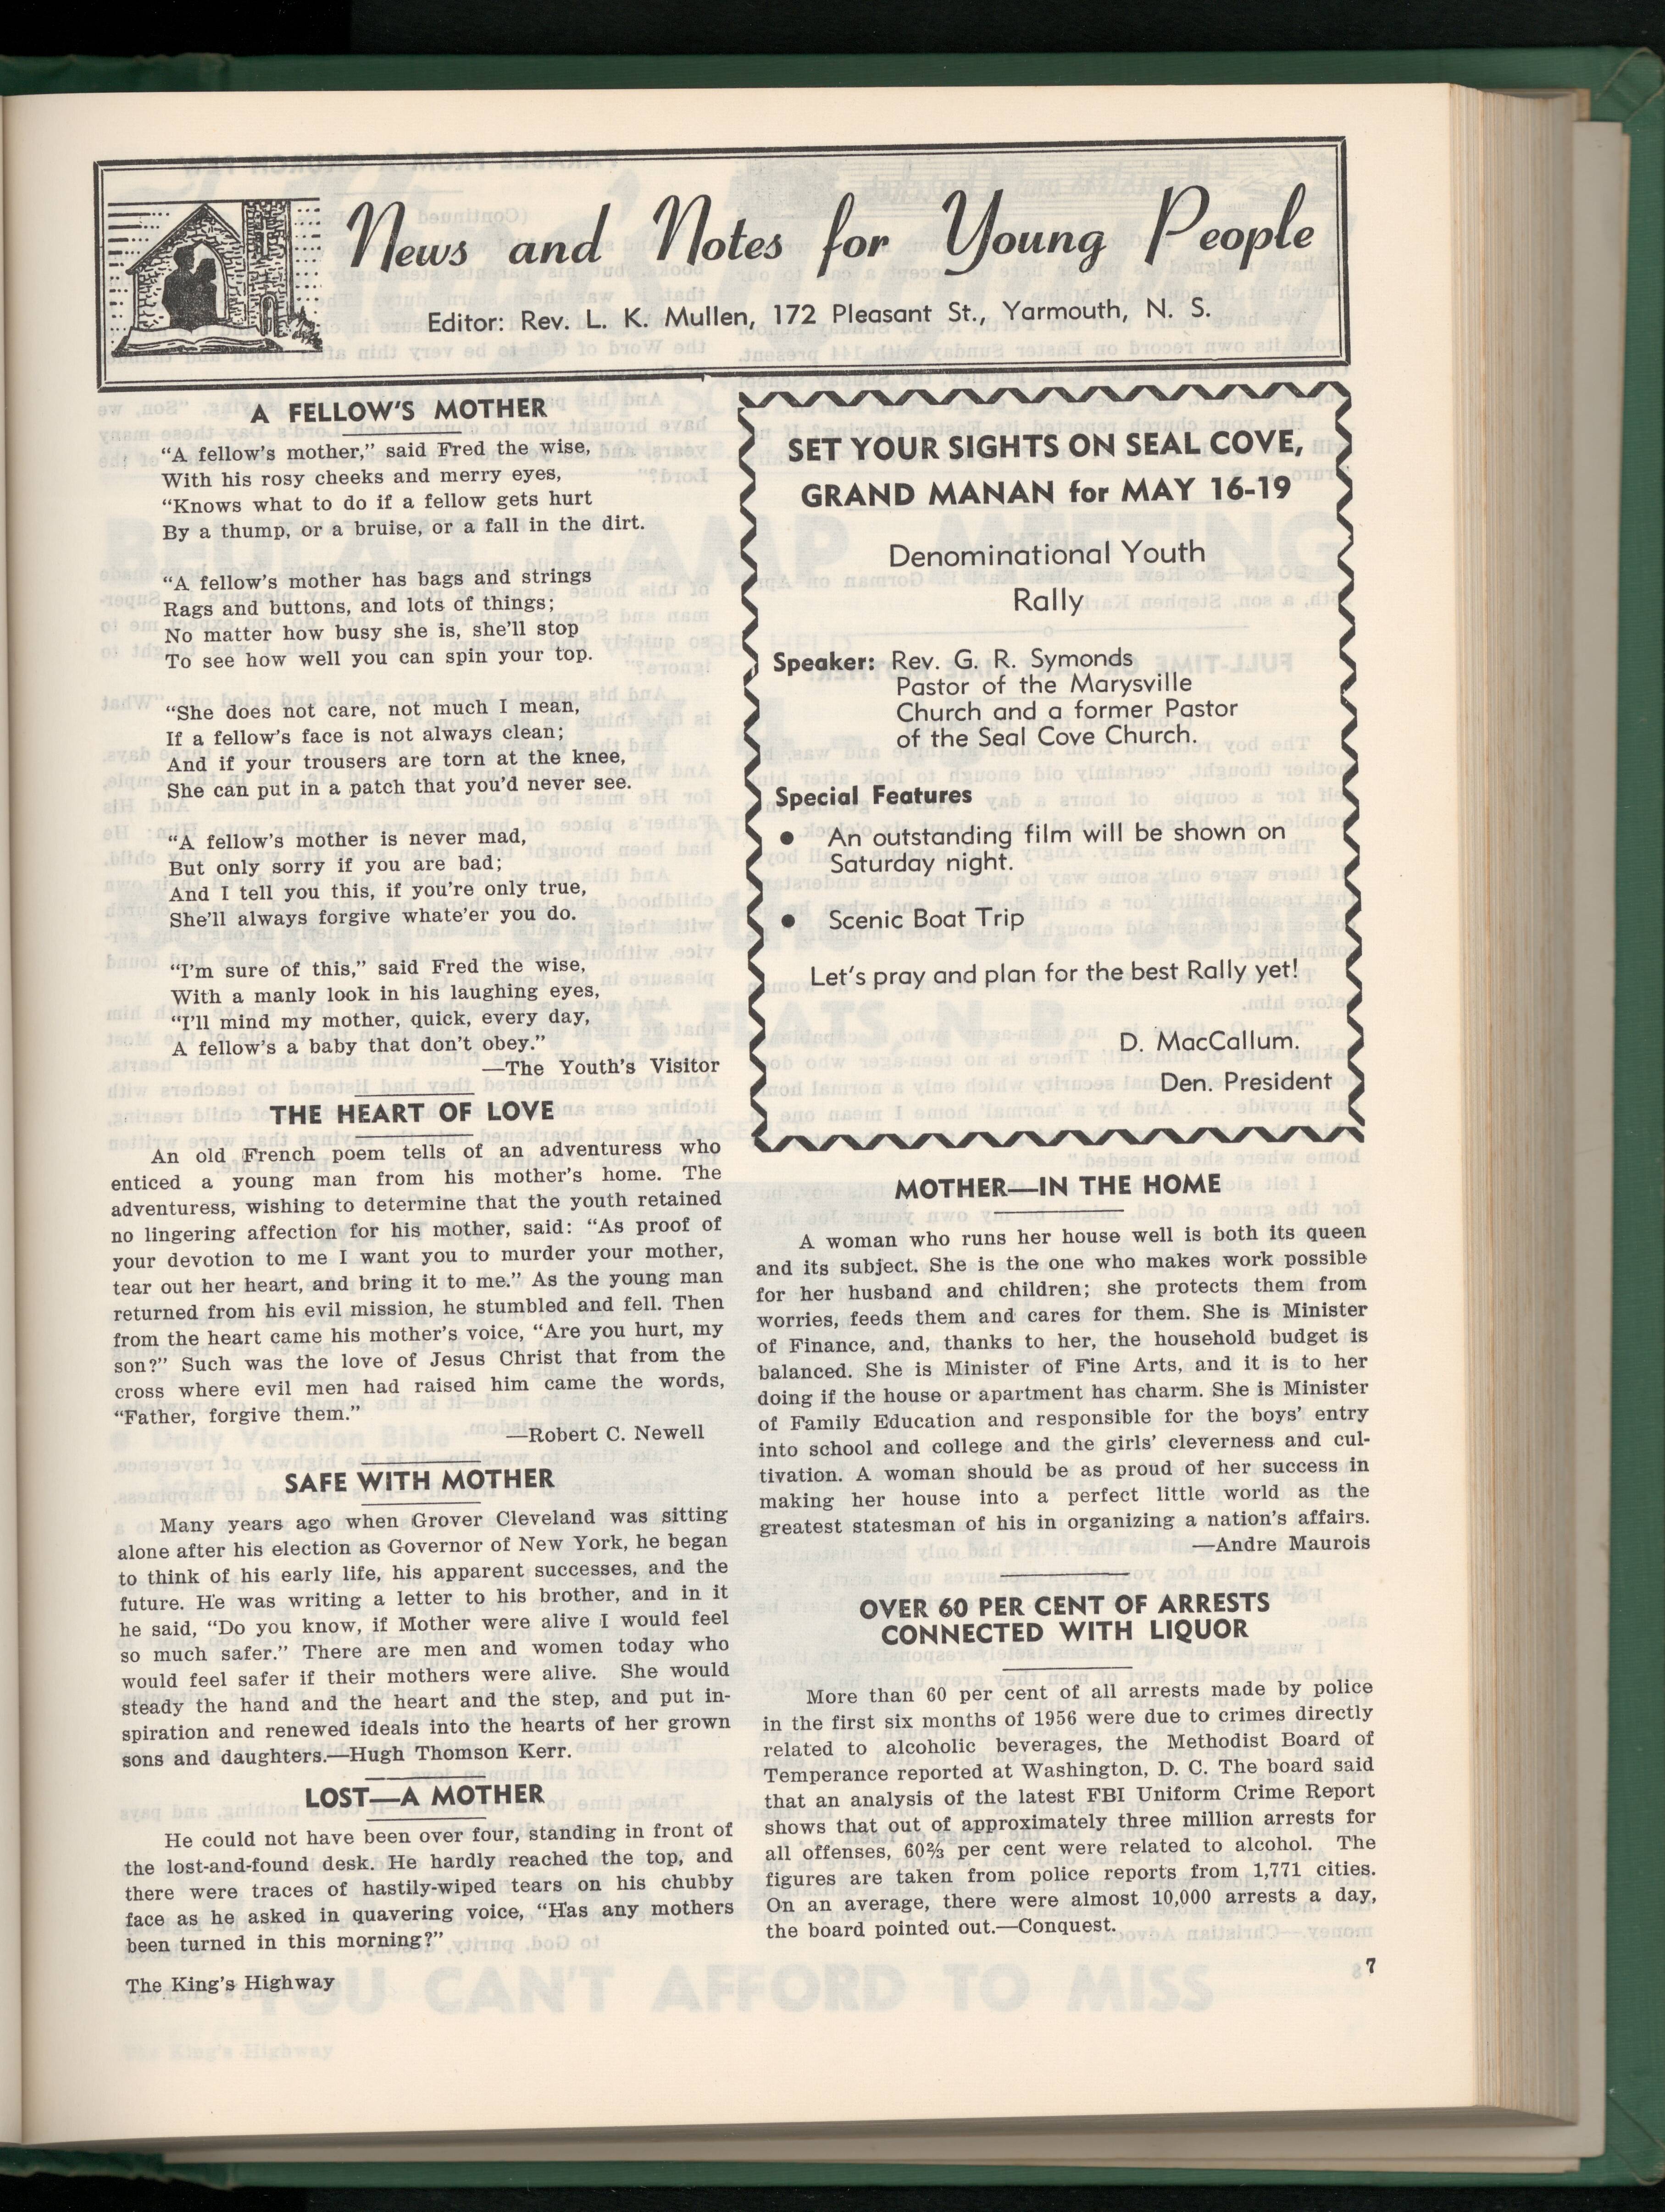 News and Notes for Young People
Editor: Rev. L. K. Mullen, 172 Pleasant St., Yarmouth, N. S.
A FELLOW'S MOTHER
“A fellow's mother,” said Fred the wise,
With his rosy cheeks and merry eyes,
“Knows what to do if a fellow gets hurt
By a thump, or a bruise, or a fall in the dirt.
“A fellow's mother has bags and strings
Rags and buttons, and lots of things;
No matter how busy she is, she'll stop
To see how well you can spin your top.
“She does not care, not much I mean,
If a fellow's face is not always clean;
And if your trousers are torn at the knee,
She can put in a patch that you'd never see.
“A fellow's mother is never mad,
But only sorry if you are bad;
And I tell you this, if you're only true,
She'll always forgive whate'er you do.
“I'm sure of this,” said Fred the wise,
With a manly look in his laughing eyes,
“I'll mind my mother, quick, every day,
A fellow's a baby that don't obey.”
—The Youth's Visitor
THE HEART OF LOVE
An old French poem tells of an adventuress who
enticed a young man from his mother's home. The
adventuress, wishing to determine that the youth retained
no lingering affection for his mother, said: “As proof of
your devotion to me I want you to murder your mother,
tear out her heart, and bring it to me.” As the young man
returned from his evil mission, he stumbled and fell. Then
from the heart came his mother's voice, “Are you hurt, my
son?” Such was the love of Jesus Christ that from the
cross where evil men had raised him came the words,
“Father, forgive them.”
—Robert C. Newell
SAFE WITH MOTHER
Many years ago when Grover Cleveland was sitting
alone after his election as Governor of New York, he began
to think of his early life, his apparent successes, and the
future. He was writing a letter to his brother, and in it
he said, “Do you know, if Mother were alive I would feel
so much safer.” There are men and women today who
would feel safer if their mothers were alive. She would
steady the hand and the heart and the step, and put in-
spiration and renewed ideals into the hearts of her grown
sons and daughters.—Hugh Thomson Kerr.
LOST—A MOTHER
He could not have been over four, standing in front of
the lost-and-found desk. He hardly reached the top, and
there were traces of hastily-wiped tears on his chubby
face as he asked in quavering voice, “Has any mothers
been turned in this morning?”
The King's Highway
SET YOUR SIGHTS ON SEAL COVE,
GRAND MANAN for MAY 16-19
Denominational Youth
Rally
Speaker: Rev. G. R. Symonds
Pastor of the Marysville
Church and a former Pastor
of the Seal Cove Church.
Special Features
● An outstanding film will be shown on
Saturday night.
● Scenic Boat Trip
Let's pray and plan for the best Rally yet!
D. MacCallum.
Den. President
MOTHER—IN THE HOME
A woman who runs her house well is both its queen
and its subject. She is the one who makes work possible
for her husband and children; she protects them from
worries, feeds them and cares for them. She is Minister
of Finance, and, thanks to her, the household budget is
balanced. She is Minister of Fine Arts, and it is to her
doing if the house or apartment has charm. She is Minister
of Family Education and responsible for the boys' entry
into school and college and the girls' cleverness and cul-
tivation. A woman should be as proud of her success in
making her house into a perfect little world as the
greatest statesman of his in organizing a nation's affairs.
—Andre Maurois
OVER 60 PER CENT OF ARRESTS
CONNECTED WITH LIQUOR
More than 60 per cent of all arrests made by police
in the first six months of 1956 were due to crimes directly
related to alcoholic beverages, the Methodist Board of
Temperance reported at Washington, D. C. The board said
that an analysis of the latest FBI Uniform Crime Report
shows that out of approximately three million arrests for
all offenses, 60⅔ per cent were related to alcohol. The
figures are taken from police reports from 1,771 cities.
On an average, there were almost 10,000 arrests a day,
the board pointed out.—Conquest.
7